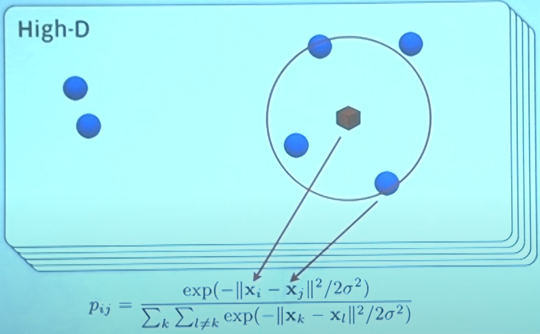 High-D
p_{ij} = \frac{\exp(-\|\mathbf{x}_i - \mathbf{x}_j\|^2/2\sigma^2)}{\sum_k \sum_{l \neq k} \exp(-\|\mathbf{x}_k - \mathbf{x}_l\|^2/2\sigma^2)}